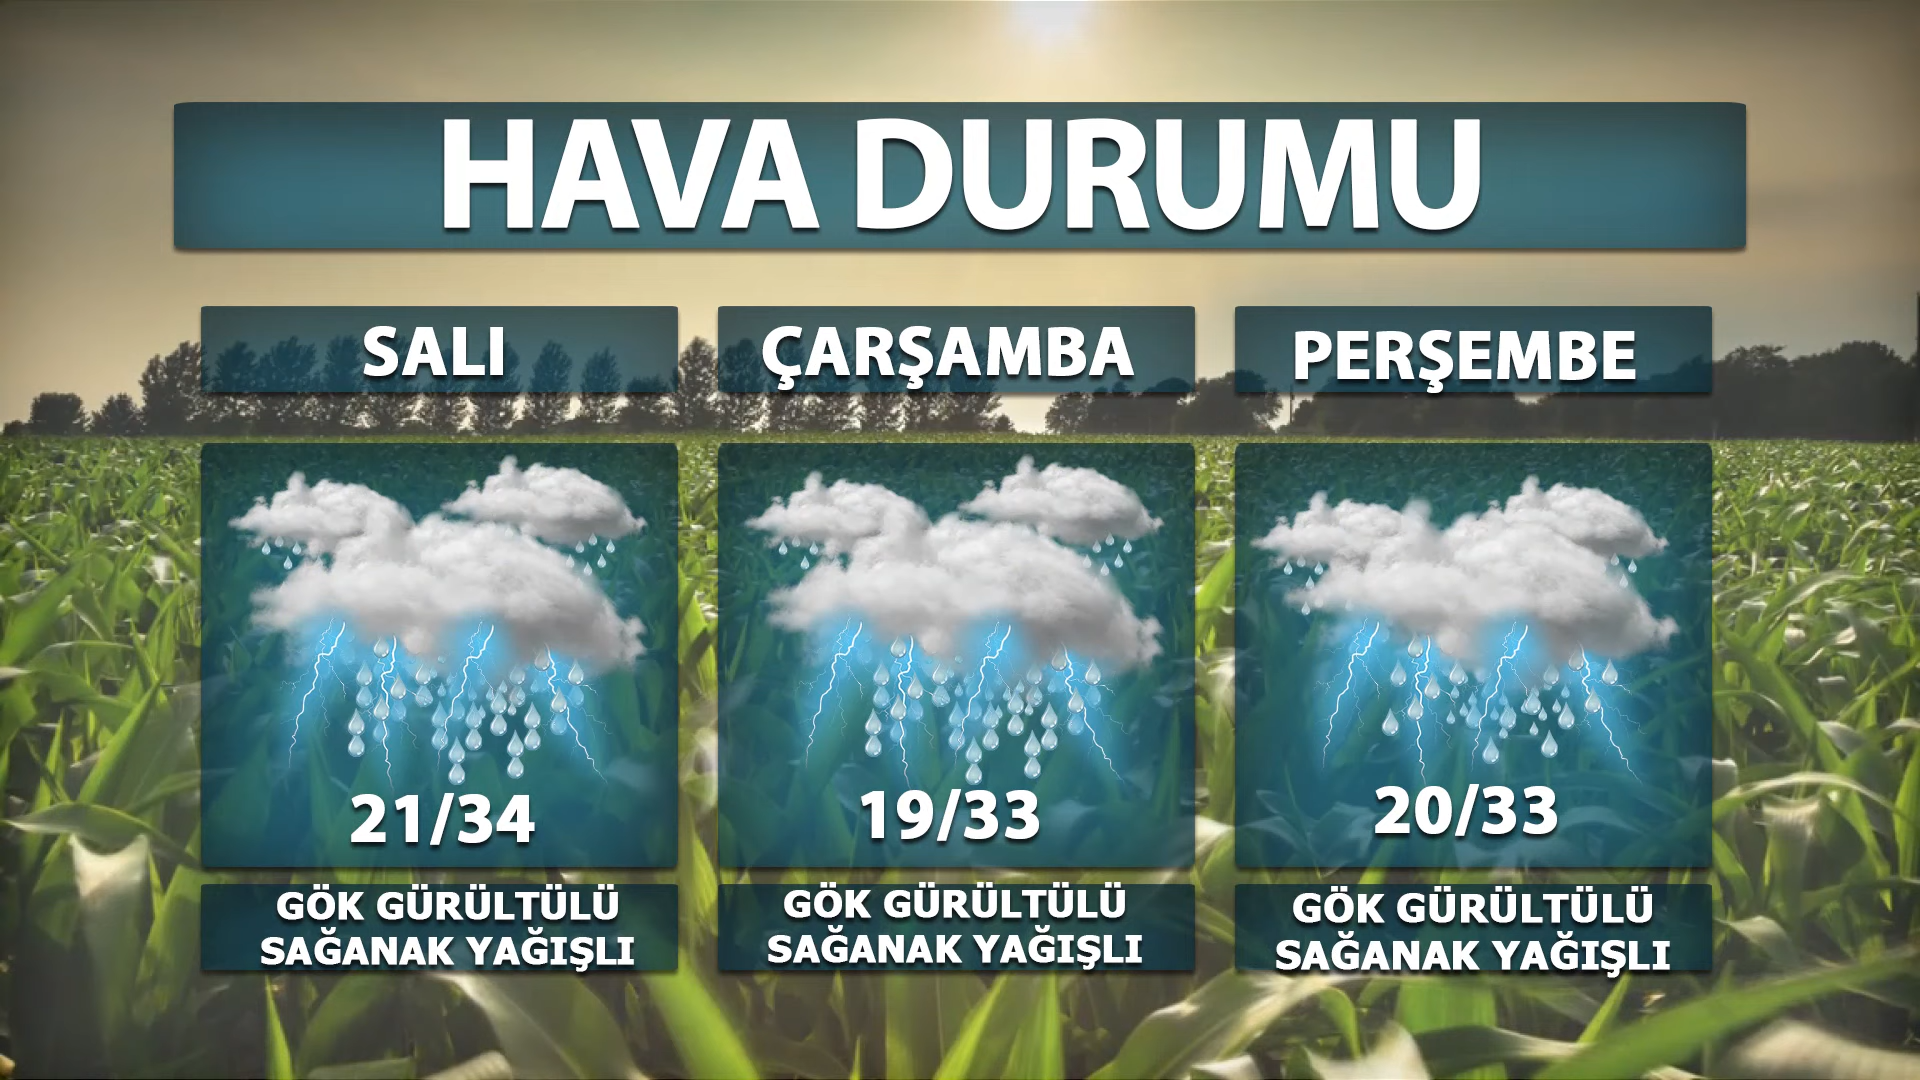 HAVA DURUMU
SALI
ÇARŞAMBA
PERŞEMBE
21/34
19/33
20/33
GÖK GÜRÜLTÜLÜ
SAĞANAK YAĞIŞLI
GÖK GÜRÜLTÜLÜ
SAĞANAK YAĞIŞLI
GÖK GÜRÜLTÜLÜ
SAĞANAK YAĞIŞLI